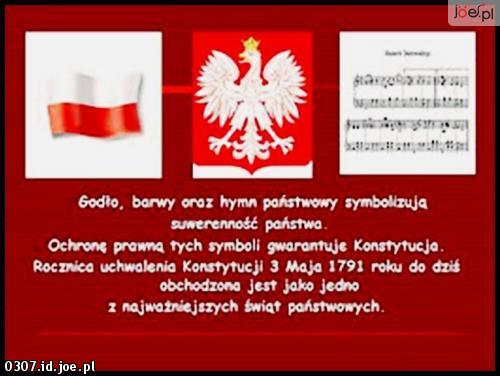 joe.pl
Godło, barwy oraz hymn państwowy symbolizują
suwerenność państwa.
Ochronę prawną tych symboli gwarantuje Konstytucja.
Rocznica uchwalenia Konstytucji 3 Maja 1791 roku do dziś
obchodzona jest jako jedno
z najważniejszych świąt państwowych.
0307.id.joe.pl